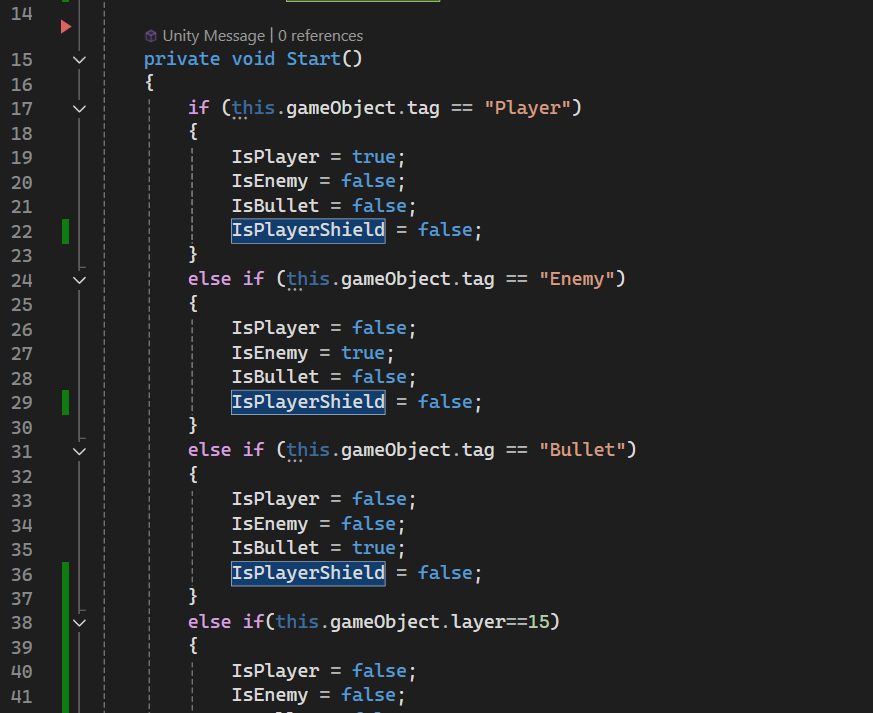 14
Unity Message | 0 references
15 private void Start()
16 {
17 if (this.gameObject.tag == "Player")
18 {
19 IsPlayer = true;
20 IsEnemy = false;
21 IsBullet = false;
22 IsPlayerShield = false;
23 }
24 else if (this.gameObject.tag == "Enemy")
25 {
26 IsPlayer = false;
27 IsEnemy = true;
28 IsBullet = false;
29 IsPlayerShield = false;
30 }
31 else if (this.gameObject.tag == "Bullet")
32 {
33 IsPlayer = false;
34 IsEnemy = false;
35 IsBullet = true;
36 IsPlayerShield = false;
37 }
38 else if(this.gameObject.layer==15)
39 {
40 IsPlayer = false;
41 IsEnemy = false;